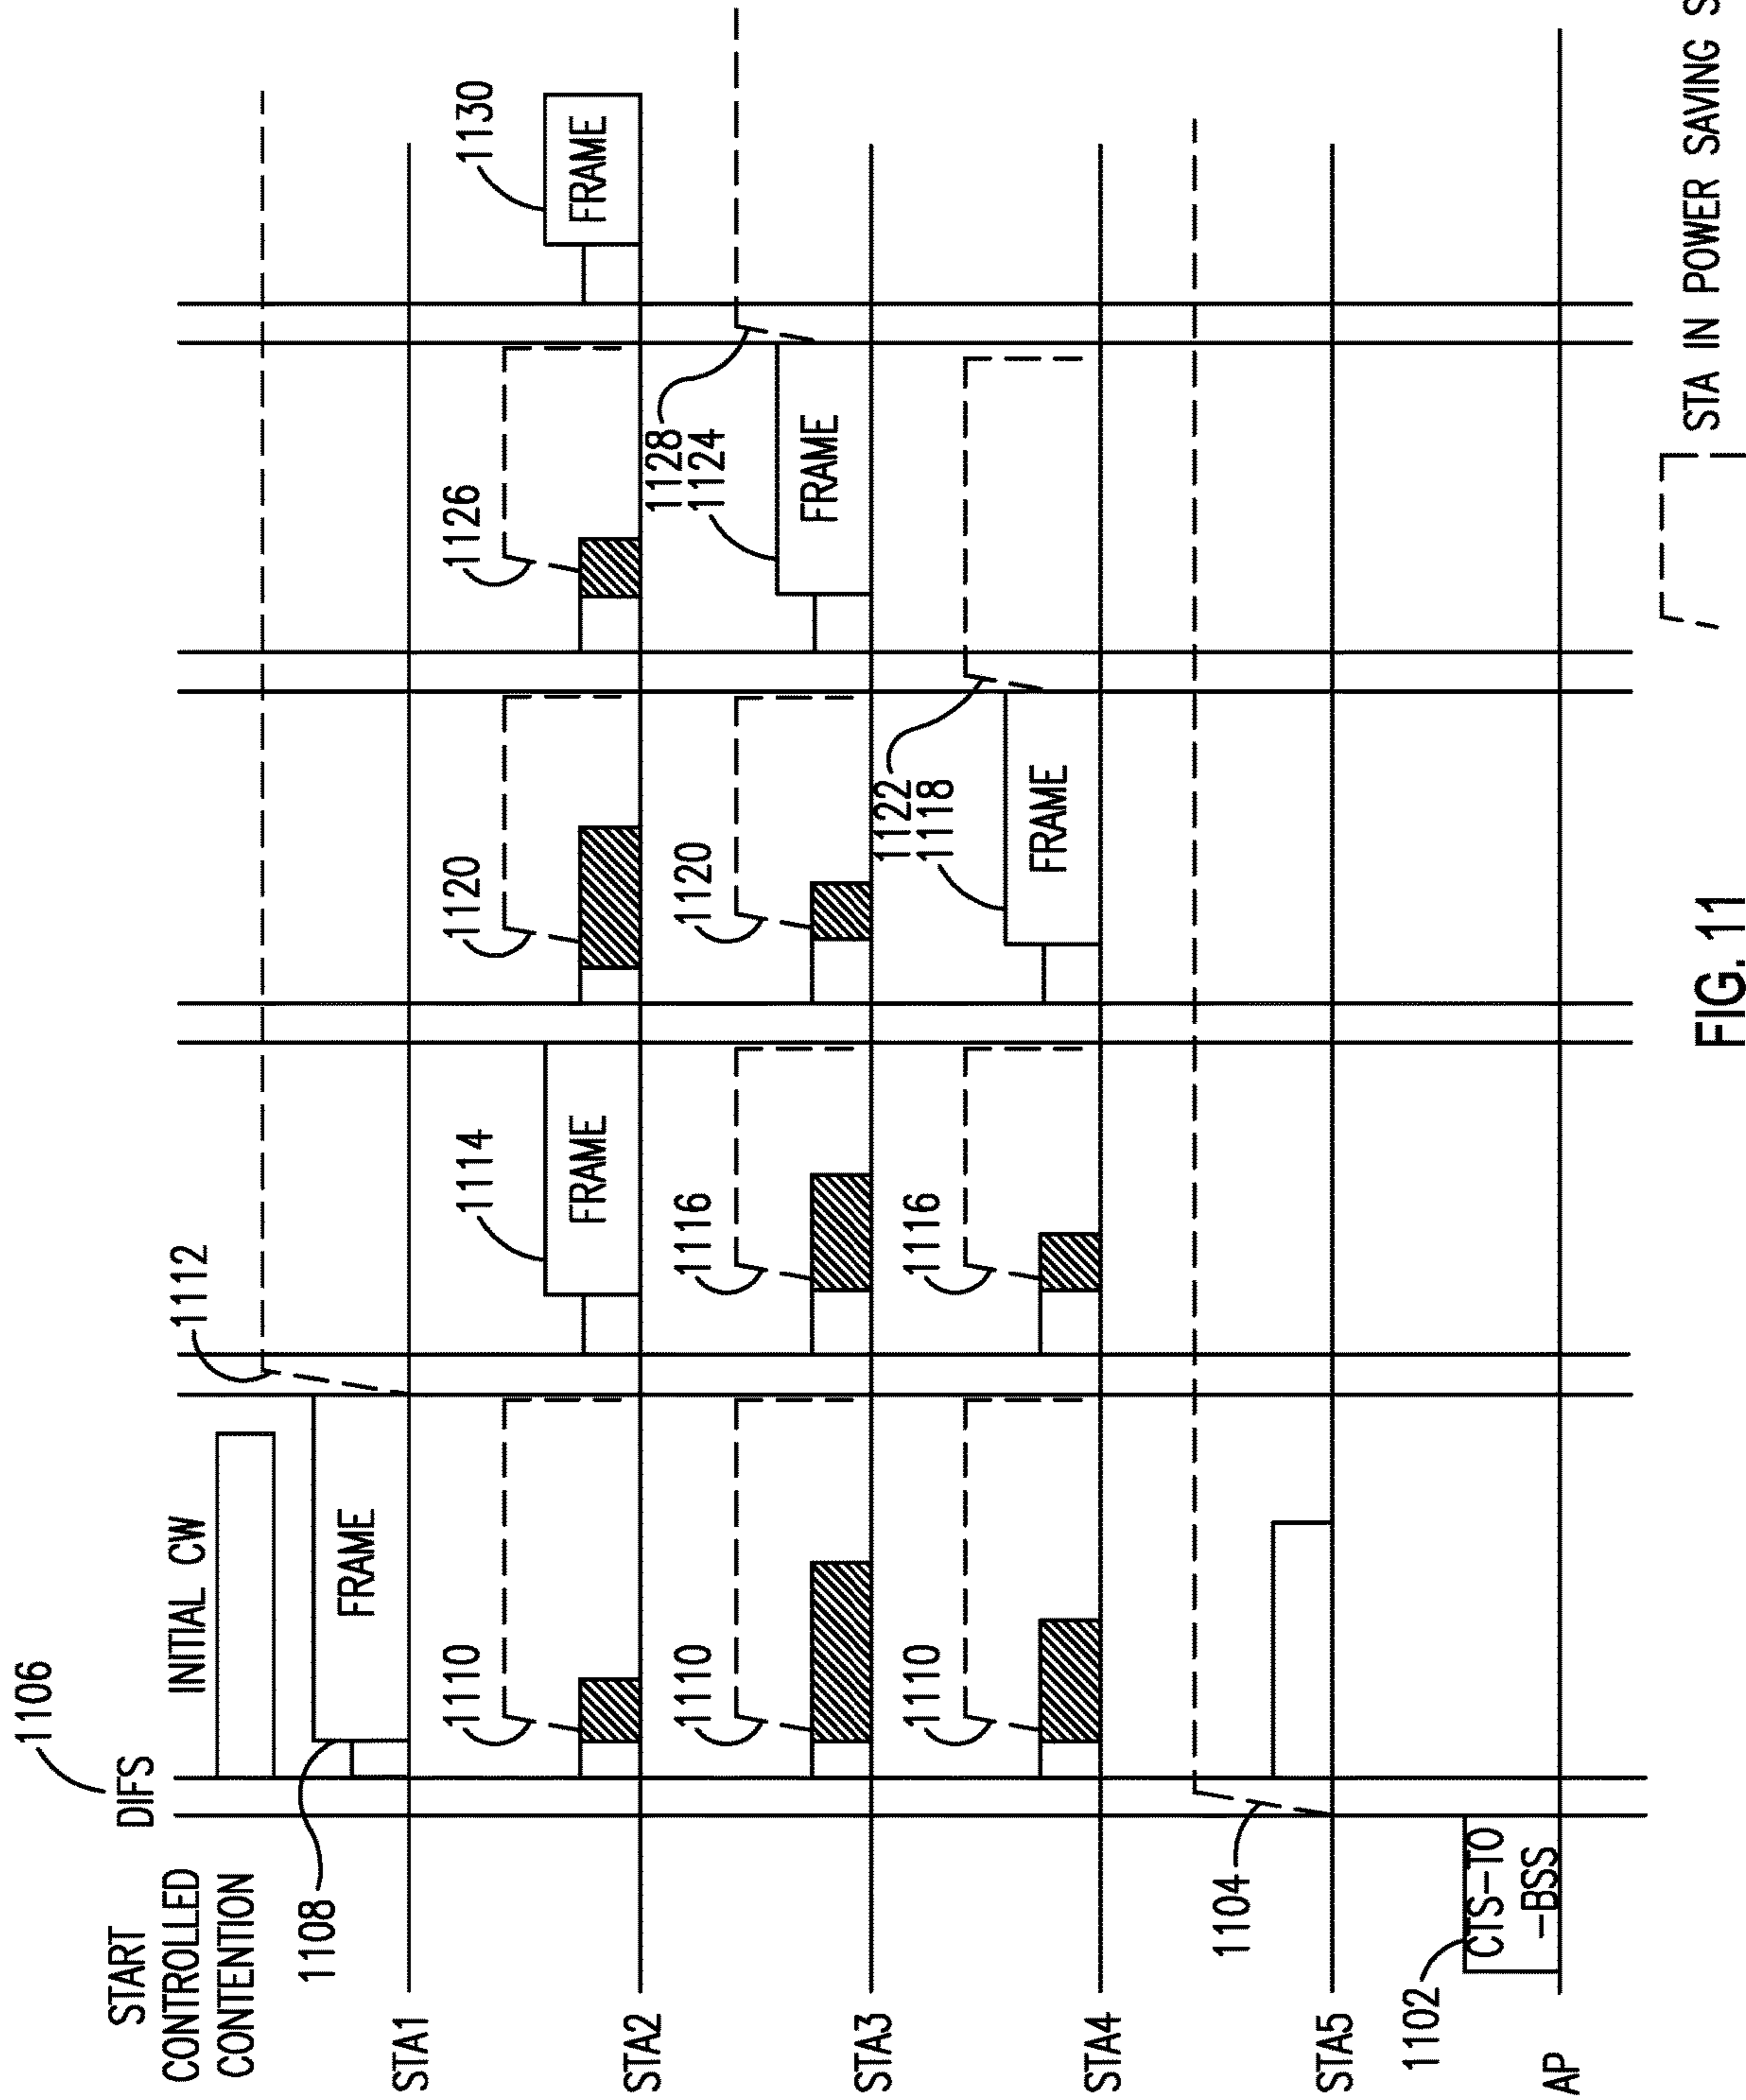 1106
START
CONTROLLED
CONTENTION
DIFS
INITIAL CW
1112
1108
FRAME
STA1
1110
1114
FRAME
1120
1126
1130
FRAME
STA2
1110
1116
1120
1128
1124
FRAME
STA3
1110
1116
1122
1118
FRAME
STA4
1104
STA5
1102
CTS-TO
-BSS
AP
STA IN POWER SAVING S
FIG. 11